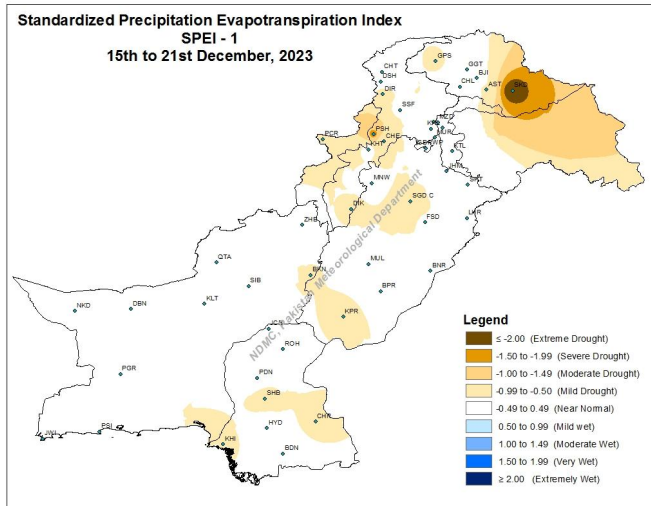 Standardized Precipitation Evapotranspiration Index
SPEI - 1
15th to 21st December, 2023
GPS
CHT
GGT
DSH
BJI
DIR
CHL
AST
SKD
SSF
PSH
PCR
CHE
KHT
KTL
JHM
MNW
SKT
SGD C
DIK
FSD
LHR
ZHB
QTA
BKN
MUL
BNR
SIB
BPR
KLT
NKD
DBN
KPR
JCB
ROH
PGR
PDN
SHB
CHR
HYD
PSI
JWI
KHI
BDN
NDMC, Pakistan Meteorological Department
Legend
≤ -2.00 (Extreme Drought)
-1.50 to -1.99 (Severe Drought)
-1.00 to -1.49 (Moderate Drought)
-0.99 to -0.50 (Mild Drought)
-0.49 to 0.49 (Near Normal)
0.50 to 0.99 (Mild wet)
1.00 to 1.49 (Moderate Wet)
1.50 to 1.99 (Very Wet)
≥ 2.00 (Extremely Wet)